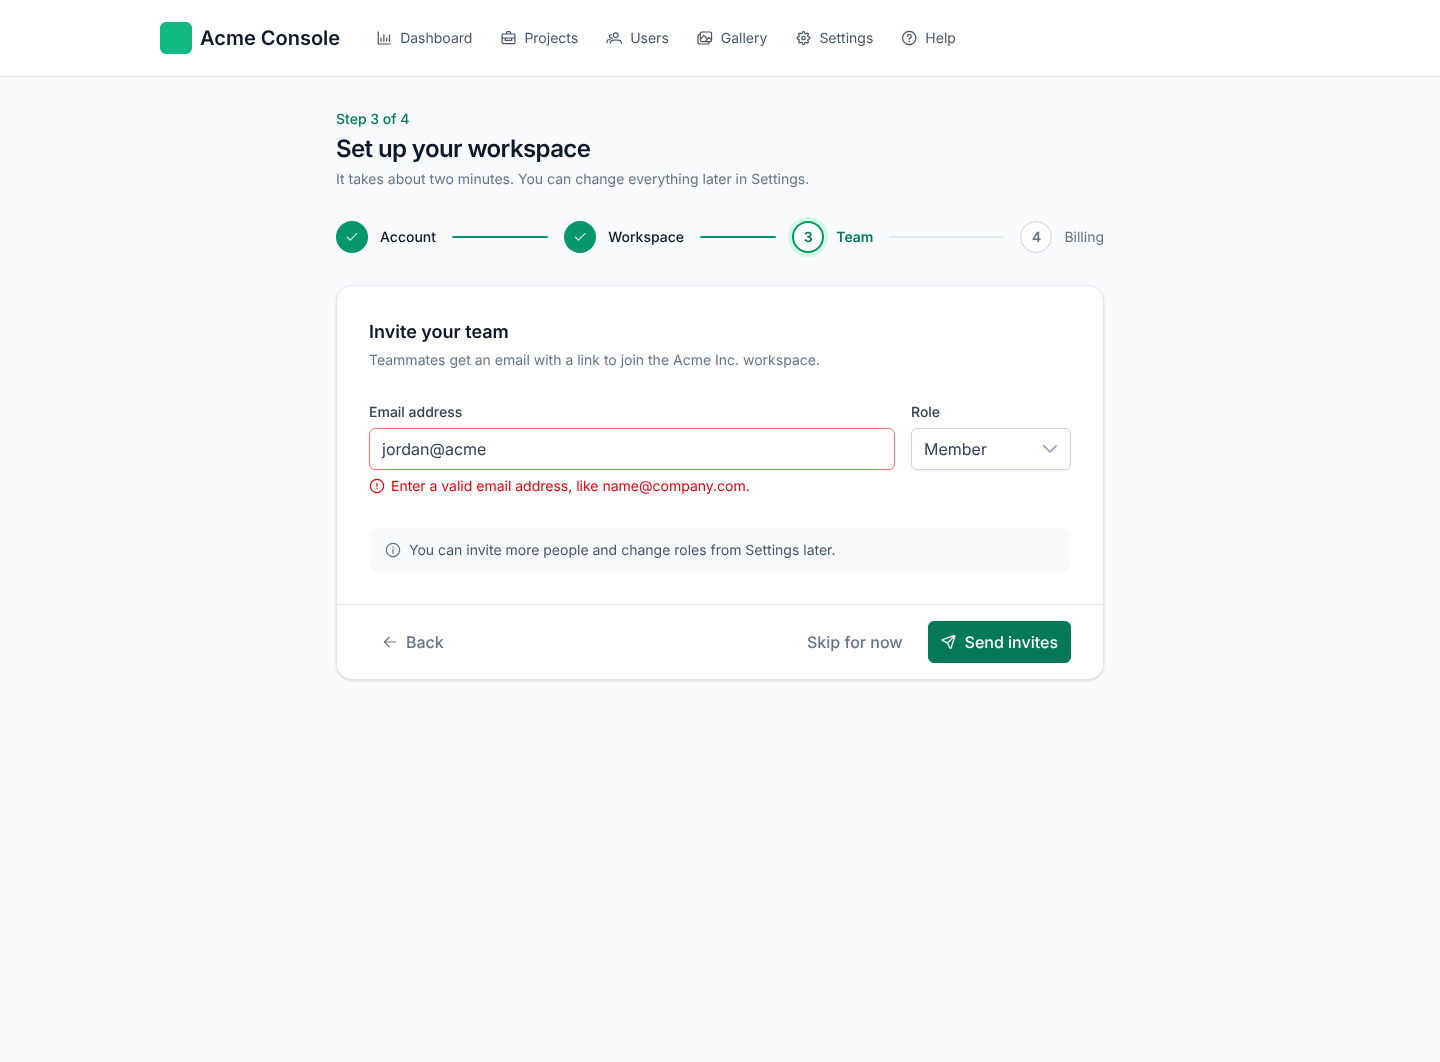 Acme Console
Dashboard
Projects
Users
Gallery
Settings
Help
Step 3 of 4
Set up your workspace
It takes about two minutes. You can change everything later in Settings.
Account
Workspace
3
Team
4
Billing
Invite your team
Teammates get an email with a link to join the Acme Inc. workspace.
Email address
Role
jordan@acme
Member
Enter a valid email address, like name@company.com.
You can invite more people and change roles from Settings later.
Back
Skip for now
Send invites